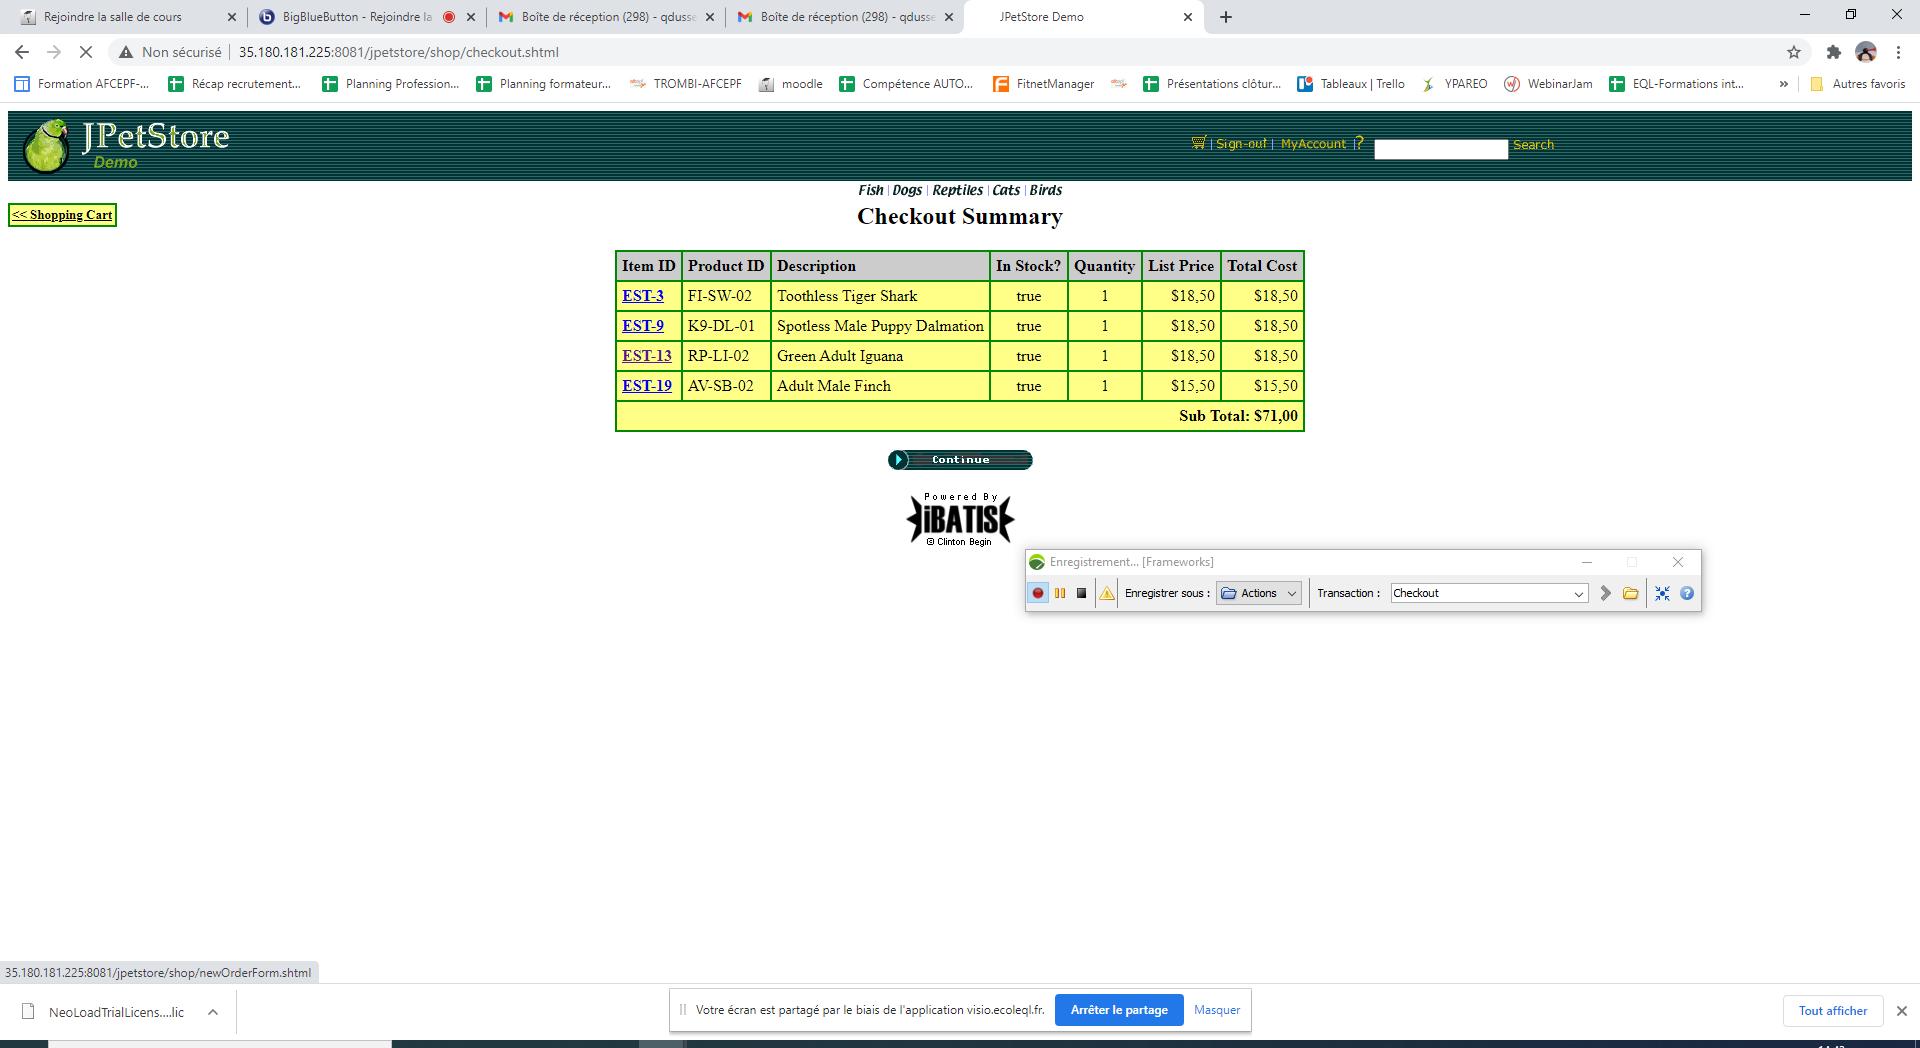 Rejoindre la salle de cours
BigBlueButton - Rejoindre la
Boîte de réception (298) - qdusse
Boîte de réception (298) - qdusse
JPetStore Demo
Non sécurisé 35.180.181.225:8081/jpetstore/shop/checkout.shtml
Formation AFCEPF-... Récap recrutement... Planning Profession... Planning formateur... TROMBI-AFCEPF moodle Compétence AUTO... FitnetManager Présentations clôtur... Tableaux | Trello YPAREO WebinarJam EQL-Formations int... » Autres favoris
JPetStore
Demo
| Sign-out | MyAccount | ? Search
Fish | Dogs | Reptiles | Cats | Birds
<< Shopping Cart
Checkout Summary
Item ID Product ID Description In Stock? Quantity List Price Total Cost
EST-3 FI-SW-02 Toothless Tiger Shark true 1 $18,50 $18,50
EST-9 K9-DL-01 Spotless Male Puppy Dalmation true 1 $18,50 $18,50
EST-13 RP-LI-02 Green Adult Iguana true 1 $18,50 $18,50
EST-19 AV-SB-02 Adult Male Finch true 1 $15,50 $15,50
Sub Total: $71,00
Continue
Powered By
iBATIS
© Clinton Begin
Enregistrement... [Frameworks]
Enregistrer sous : Actions Transaction : Checkout
35.180.181.225:8081/jpetstore/shop/newOrderForm.shtml
NeoLoadTrialLicens....lic
Votre écran est partagé par le biais de l'application visio.ecoleql.fr. Arrêter le partage Masquer
Tout afficher